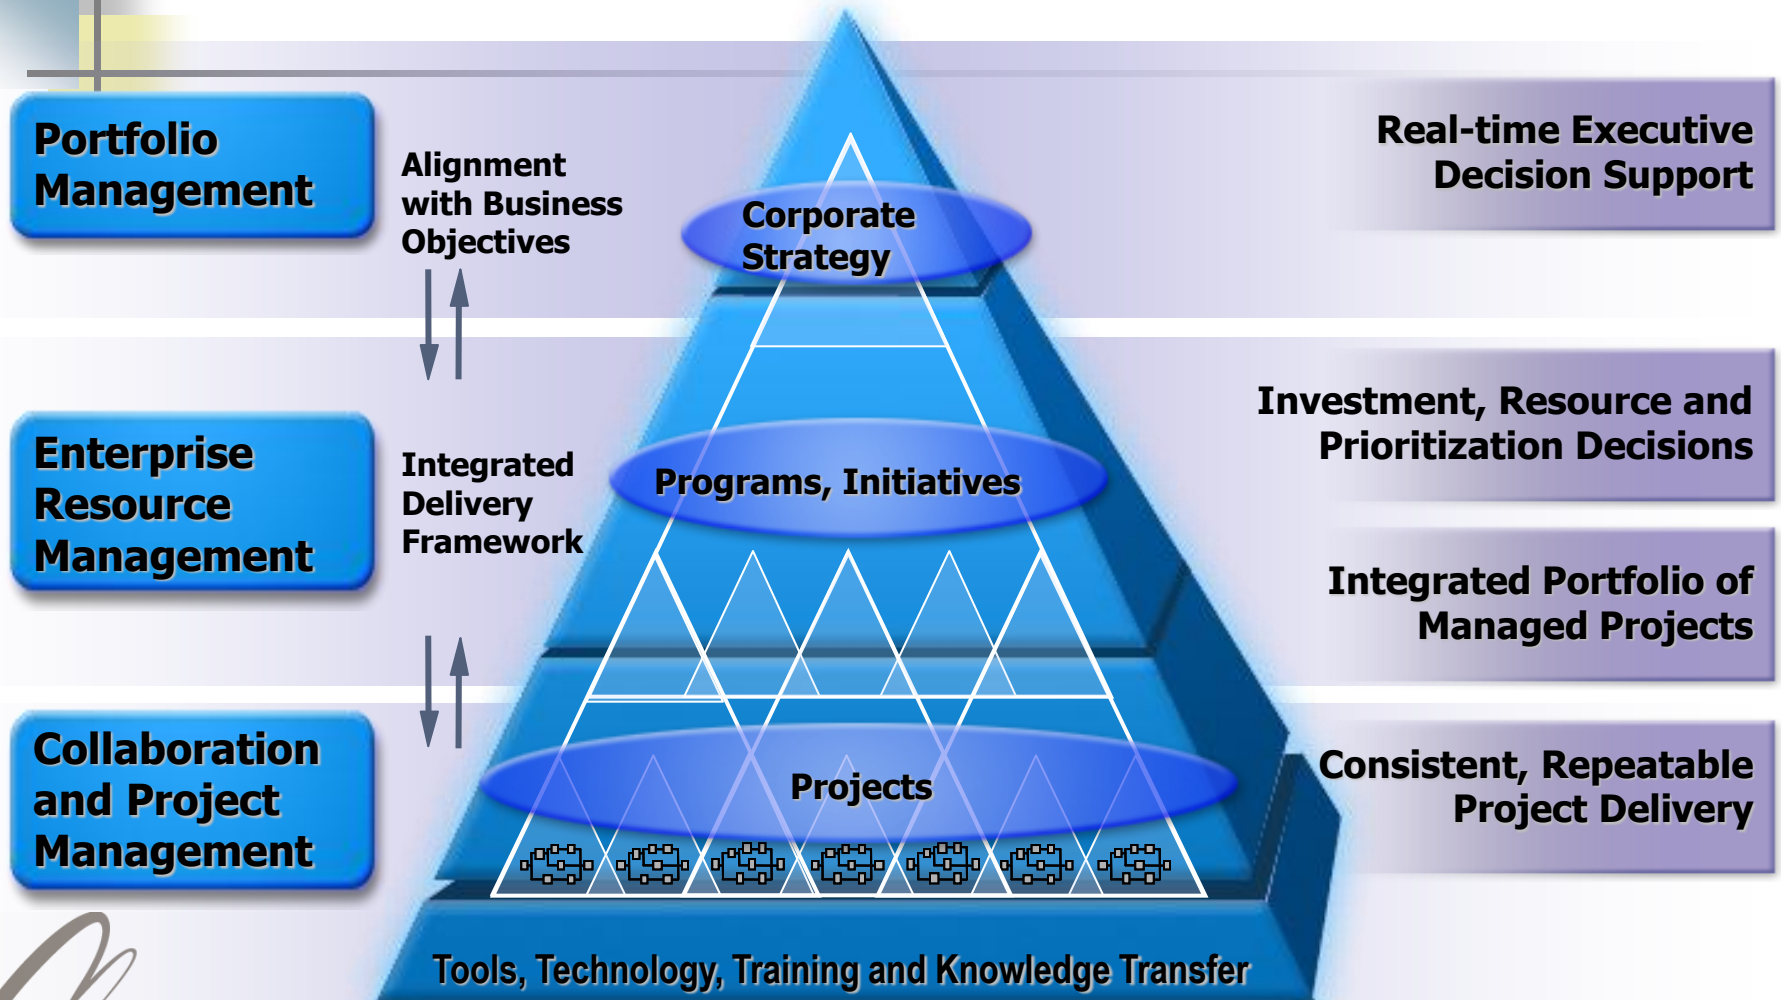 Portfolio
Management
Alignment
with Business
Objectives
Corporate
Strategy
Real-time Executive
Decision Support
Enterprise
Resource
Management
Integrated
Delivery
Framework
Programs, Initiatives
Investment, Resource and
Prioritization Decisions
Integrated Portfolio of
Managed Projects
Collaboration
and Project
Management
Projects
Consistent, Repeatable
Project Delivery
Tools, Technology, Training and Knowledge Transfer